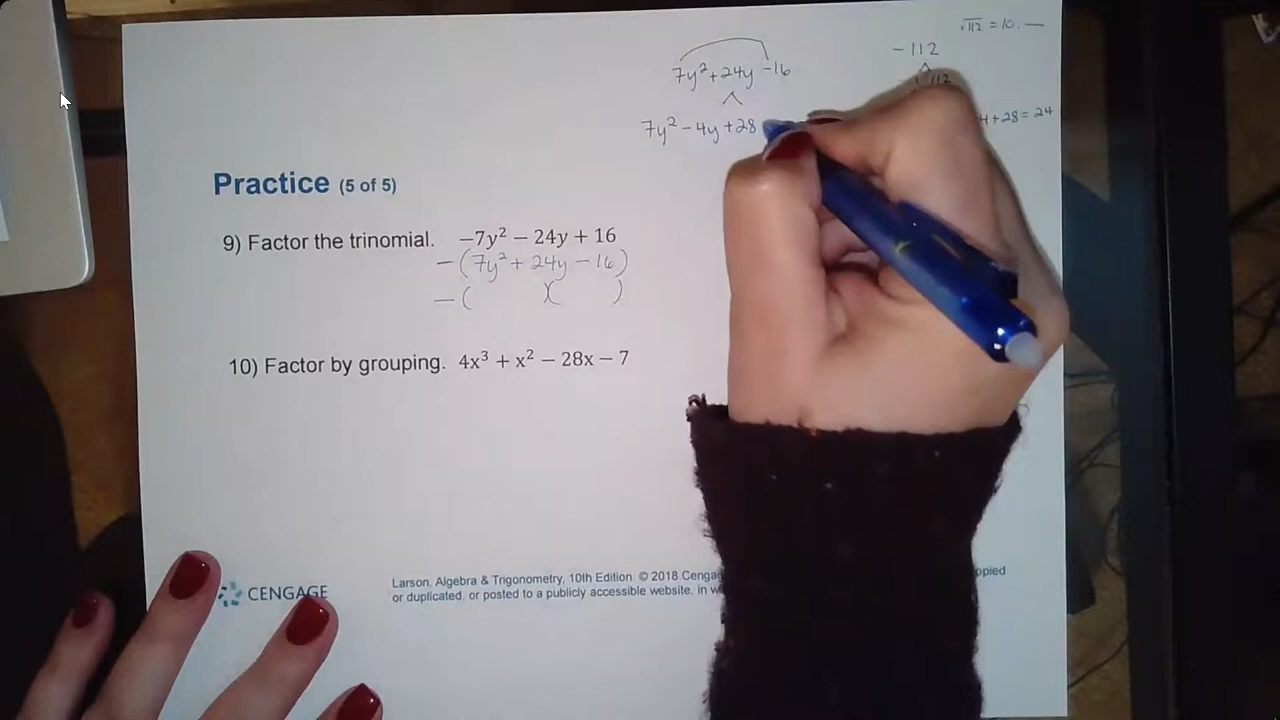 √112 = 10.
7y² + 24y - 16
- 112
7y² - 4y + 28
4 + 28 = 24
Practice (5 of 5)
9) Factor the trinomial. −7y² − 24y + 16
- (7y² + 24y - 16)
- ( )( )
10) Factor by grouping. 4x³ + x² − 28x − 7
CENGAGE
Larson, Algebra & Trigonometry, 10th Edition. © 2018
or duplicated, or posted to a publicly accessible website, in